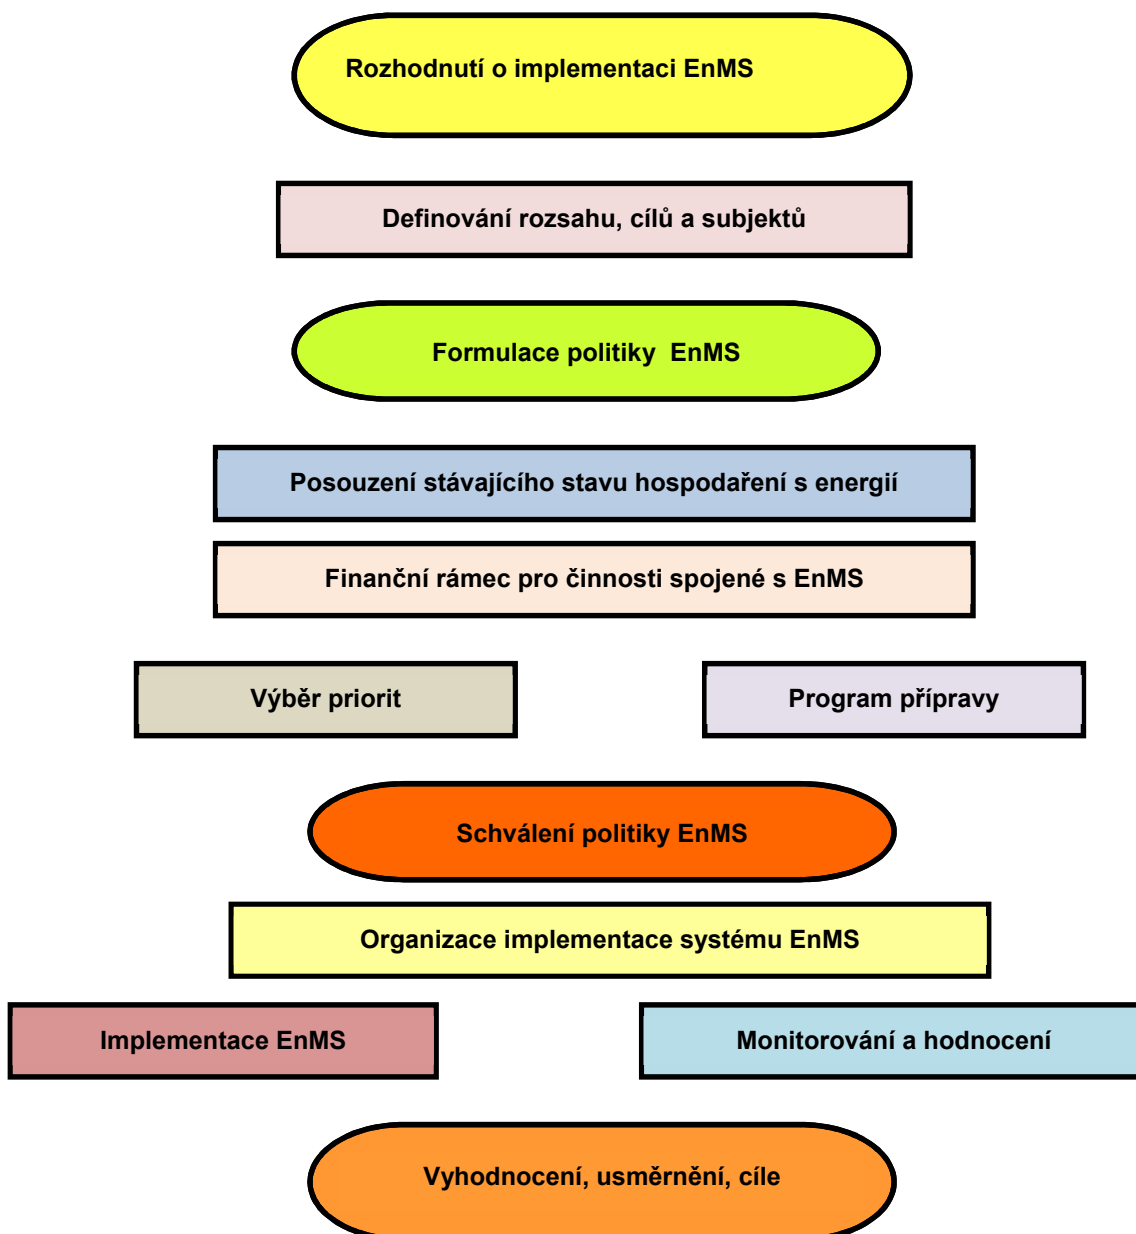 Rozhodnutí o implementaci EnMS
Definování rozsahu, cílů a subjektů
Formulace politiky  EnMS
Posouzení stávajícího stavu hospodaření s energií
Finanční rámec pro činnosti spojené s EnMS
Výběr priorit
Program přípravy
Schválení politiky EnMS
Organizace implementace systému EnMS
Implementace EnMS
Monitorování a hodnocení
Vyhodnocení, usměrnění, cíle